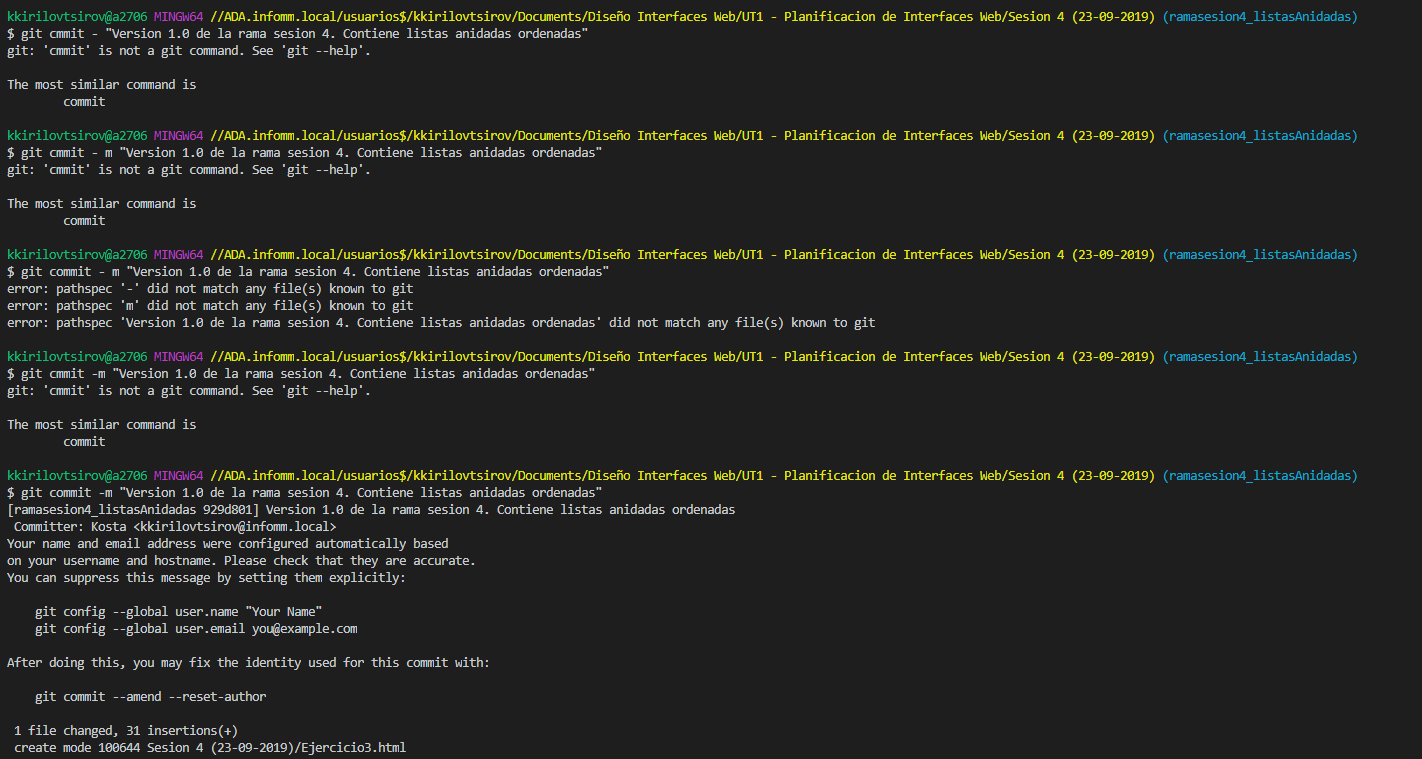 kkirilovtsirov@a2706 MINGW64 //ADA.infomm.local/usuarios$/kkirilovtsirov/Documents/Diseño Interfaces Web/UT1 - Planificacion de Interfaces Web/Sesion 4 (23-09-2019) (ramasesion4_listasAnidadas)
$ git cmmit - "Version 1.0 de la rama sesion 4. Contiene listas anidadas ordenadas"
git: 'cmmit' is not a git command. See 'git --help'.
The most similar command is
commit
kkirilovtsirov@a2706 MINGW64 //ADA.infomm.local/usuarios$/kkirilovtsirov/Documents/Diseño Interfaces Web/UT1 - Planificacion de Interfaces Web/Sesion 4 (23-09-2019) (ramasesion4_listasAnidadas)
$ git cmmit - m "Version 1.0 de la rama sesion 4. Contiene listas anidadas ordenadas"
git: 'cmmit' is not a git command. See 'git --help'.
The most similar command is
commit
kkirilovtsirov@a2706 MINGW64 //ADA.infomm.local/usuarios$/kkirilovtsirov/Documents/Diseño Interfaces Web/UT1 - Planificacion de Interfaces Web/Sesion 4 (23-09-2019) (ramasesion4_listasAnidadas)
$ git commit - m "Version 1.0 de la rama sesion 4. Contiene listas anidadas ordenadas"
error: pathspec '-' did not match any file(s) known to git
error: pathspec 'm' did not match any file(s) known to git
error: pathspec 'Version 1.0 de la rama sesion 4. Contiene listas anidadas ordenadas' did not match any file(s) known to git
kkirilovtsirov@a2706 MINGW64 //ADA.infomm.local/usuarios$/kkirilovtsirov/Documents/Diseño Interfaces Web/UT1 - Planificacion de Interfaces Web/Sesion 4 (23-09-2019) (ramasesion4_listasAnidadas)
$ git cmmit -m "Version 1.0 de la rama sesion 4. Contiene listas anidadas ordenadas"
git: 'cmmit' is not a git command. See 'git --help'.
The most similar command is
commit
kkirilovtsirov@a2706 MINGW64 //ADA.infomm.local/usuarios$/kkirilovtsirov/Documents/Diseño Interfaces Web/UT1 - Planificacion de Interfaces Web/Sesion 4 (23-09-2019) (ramasesion4_listasAnidadas)
$ git commit -m "Version 1.0 de la rama sesion 4. Contiene listas anidadas ordenadas"
[ramasesion4_listasAnidadas 929d801] Version 1.0 de la rama sesion 4. Contiene listas anidadas ordenadas
Committer: Kosta <kkirilovtsirov@infomm.local>
Your name and email address were configured automatically based
on your username and hostname. Please check that they are accurate.
You can suppress this message by setting them explicitly:
git config --global user.name "Your Name"
git config --global user.email you@example.com
After doing this, you may fix the identity used for this commit with:
git commit --amend --reset-author
1 file changed, 31 insertions(+)
create mode 100644 Sesion 4 (23-09-2019)/Ejercicio3.html